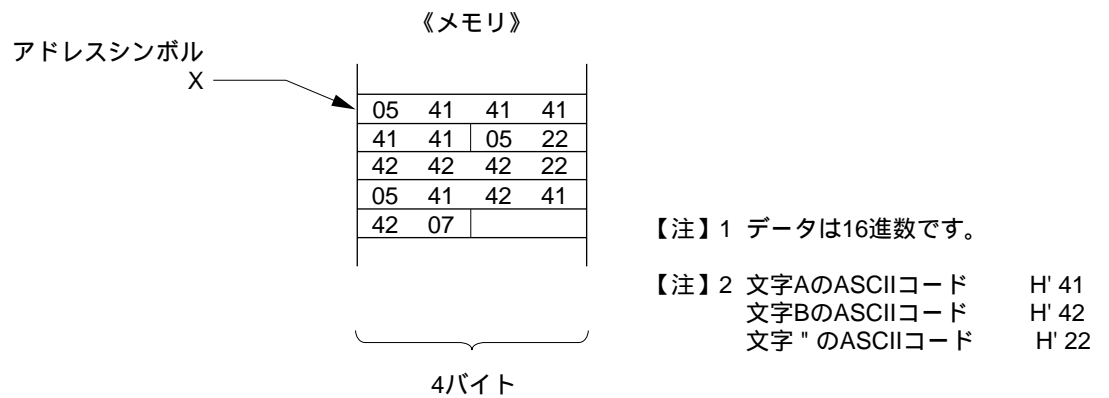 《メモリ》
アドレスシンボル
X
05 41 41 41
41 41 05 22
42 42 42 22
05 41 42 41
42 07
【注】1 データは16進数です。
【注】2 文字AのASCIIコード H' 41
文字BのASCIIコード H' 42
文字 " のASCIIコード H' 22
4バイト